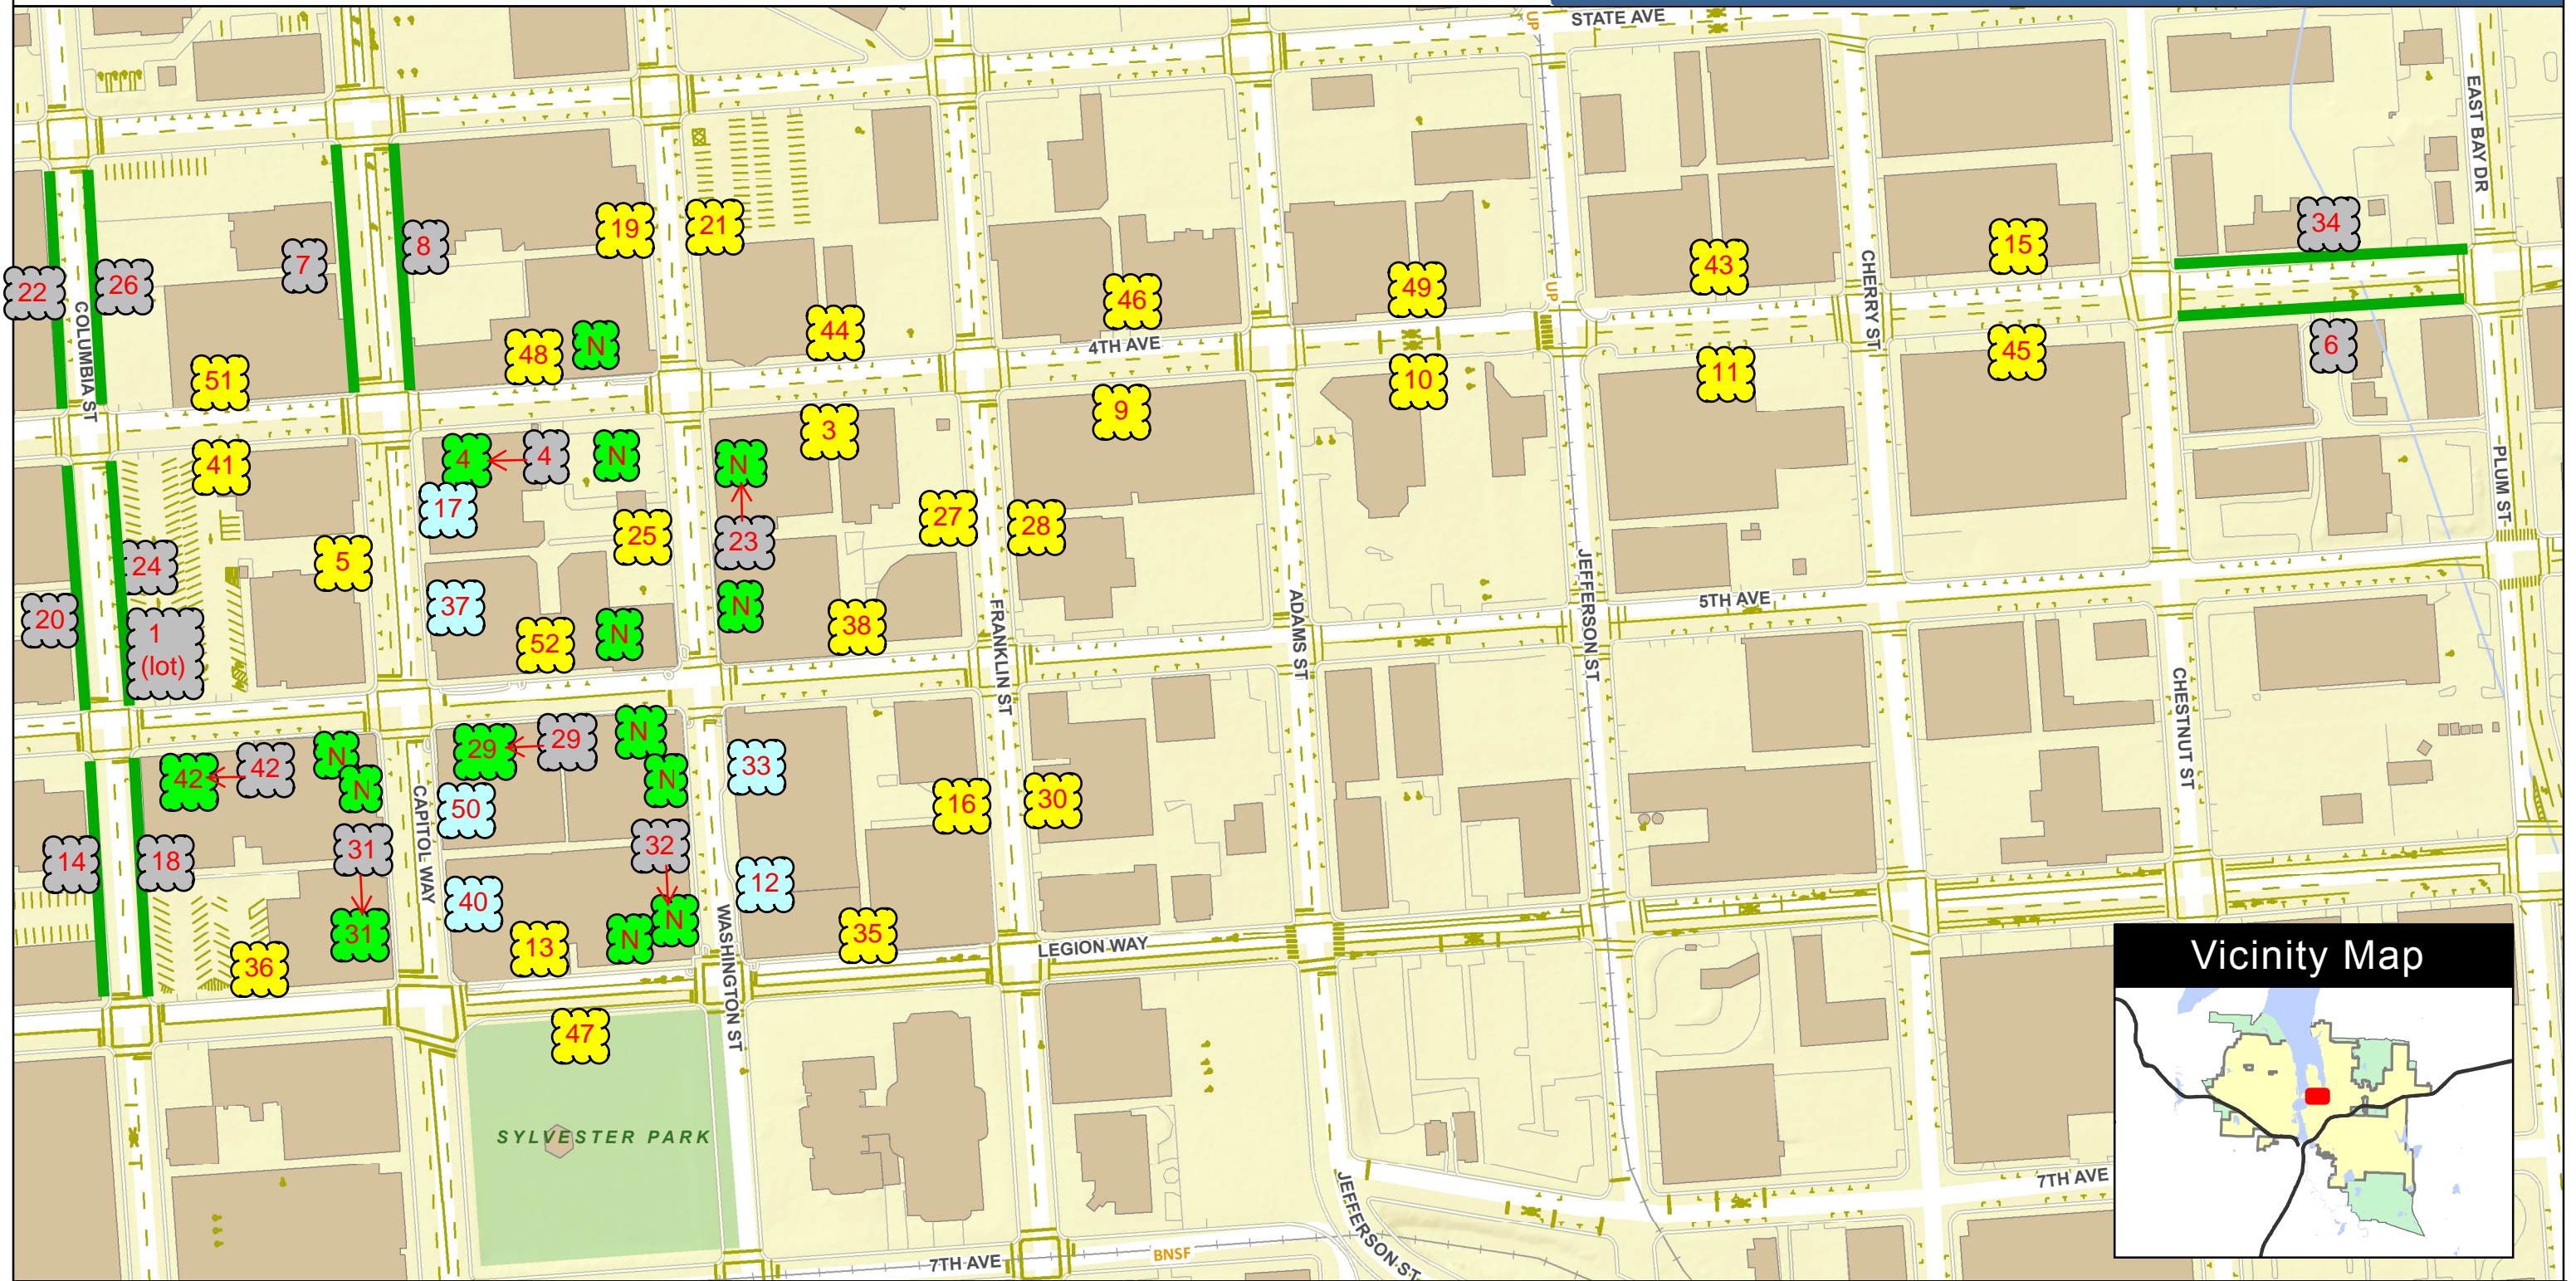 STATE AVE
UP
EAST BAY DR
34
15
19
21
8
7
43
CHERRY ST
26
22
49
UP
46
COLUMBIA ST
44
48
N
4TH AVE
6
45
51
11
10
9
3
41
4
4
N
N
17
27
28
25
23
PLUM ST
24
5
37
N
5TH AVE
JEFFERSON ST
ADAMS ST
FRANKLIN ST
20
1
(lot)
52
N
38
CHESTNUT ST
42
42
N
N
29
29
N
N
33
50
16
30
CAPITOL WAY
14
18
31
32
12
40
31
13
N
N
35
WASHINGTON ST
LEGION WAY
36
47
Vicinity Map
SYLVESTER PARK
JEFFERSON ST
7TH AVE
7TH AVE
BNSF